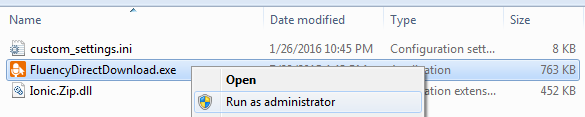 Name Date modified Type Size
custom_settings.ini 1/26/2016 10:45 PM Configuration sett... 8 KB
FluencyDirectDownload.exe 763 KB
Open
Ionic.Zip.dll extens... 452 KB
Run as administrator